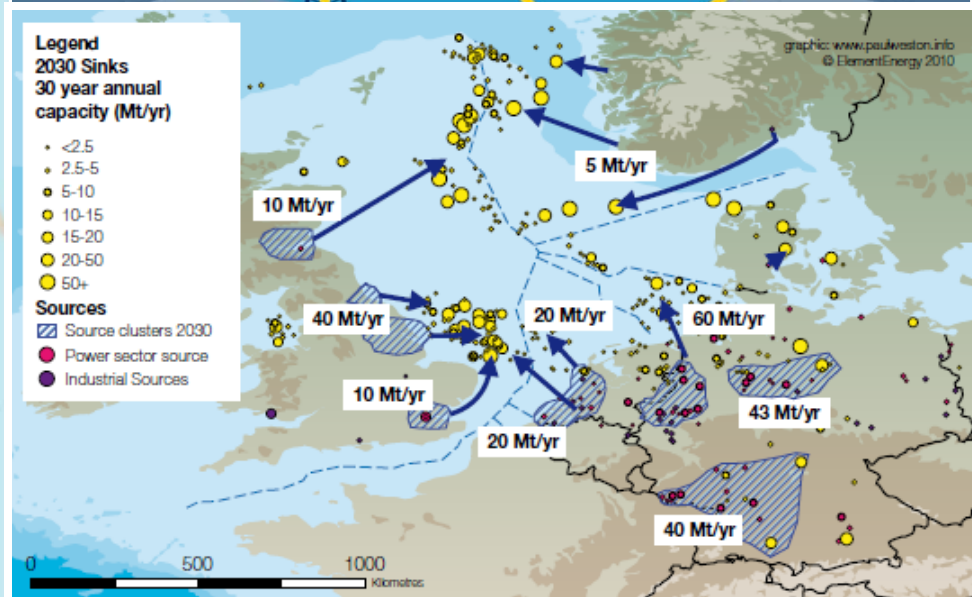 Legend
2030 Sinks
30 year annual
capacity (Mt/yr)
<2.5
2.5-5
5-10
10-15
15-20
20-50
50+
Sources
Source clusters 2030
Power sector source
Industrial Sources
graphic: www.paulweston.info
© ElementEnergy 2010
5 Mt/yr
10 Mt/yr
40 Mt/yr
20 Mt/yr
60 Mt/yr
10 Mt/yr
20 Mt/yr
43 Mt/yr
40 Mt/yr
0 500 1000
Kilometres